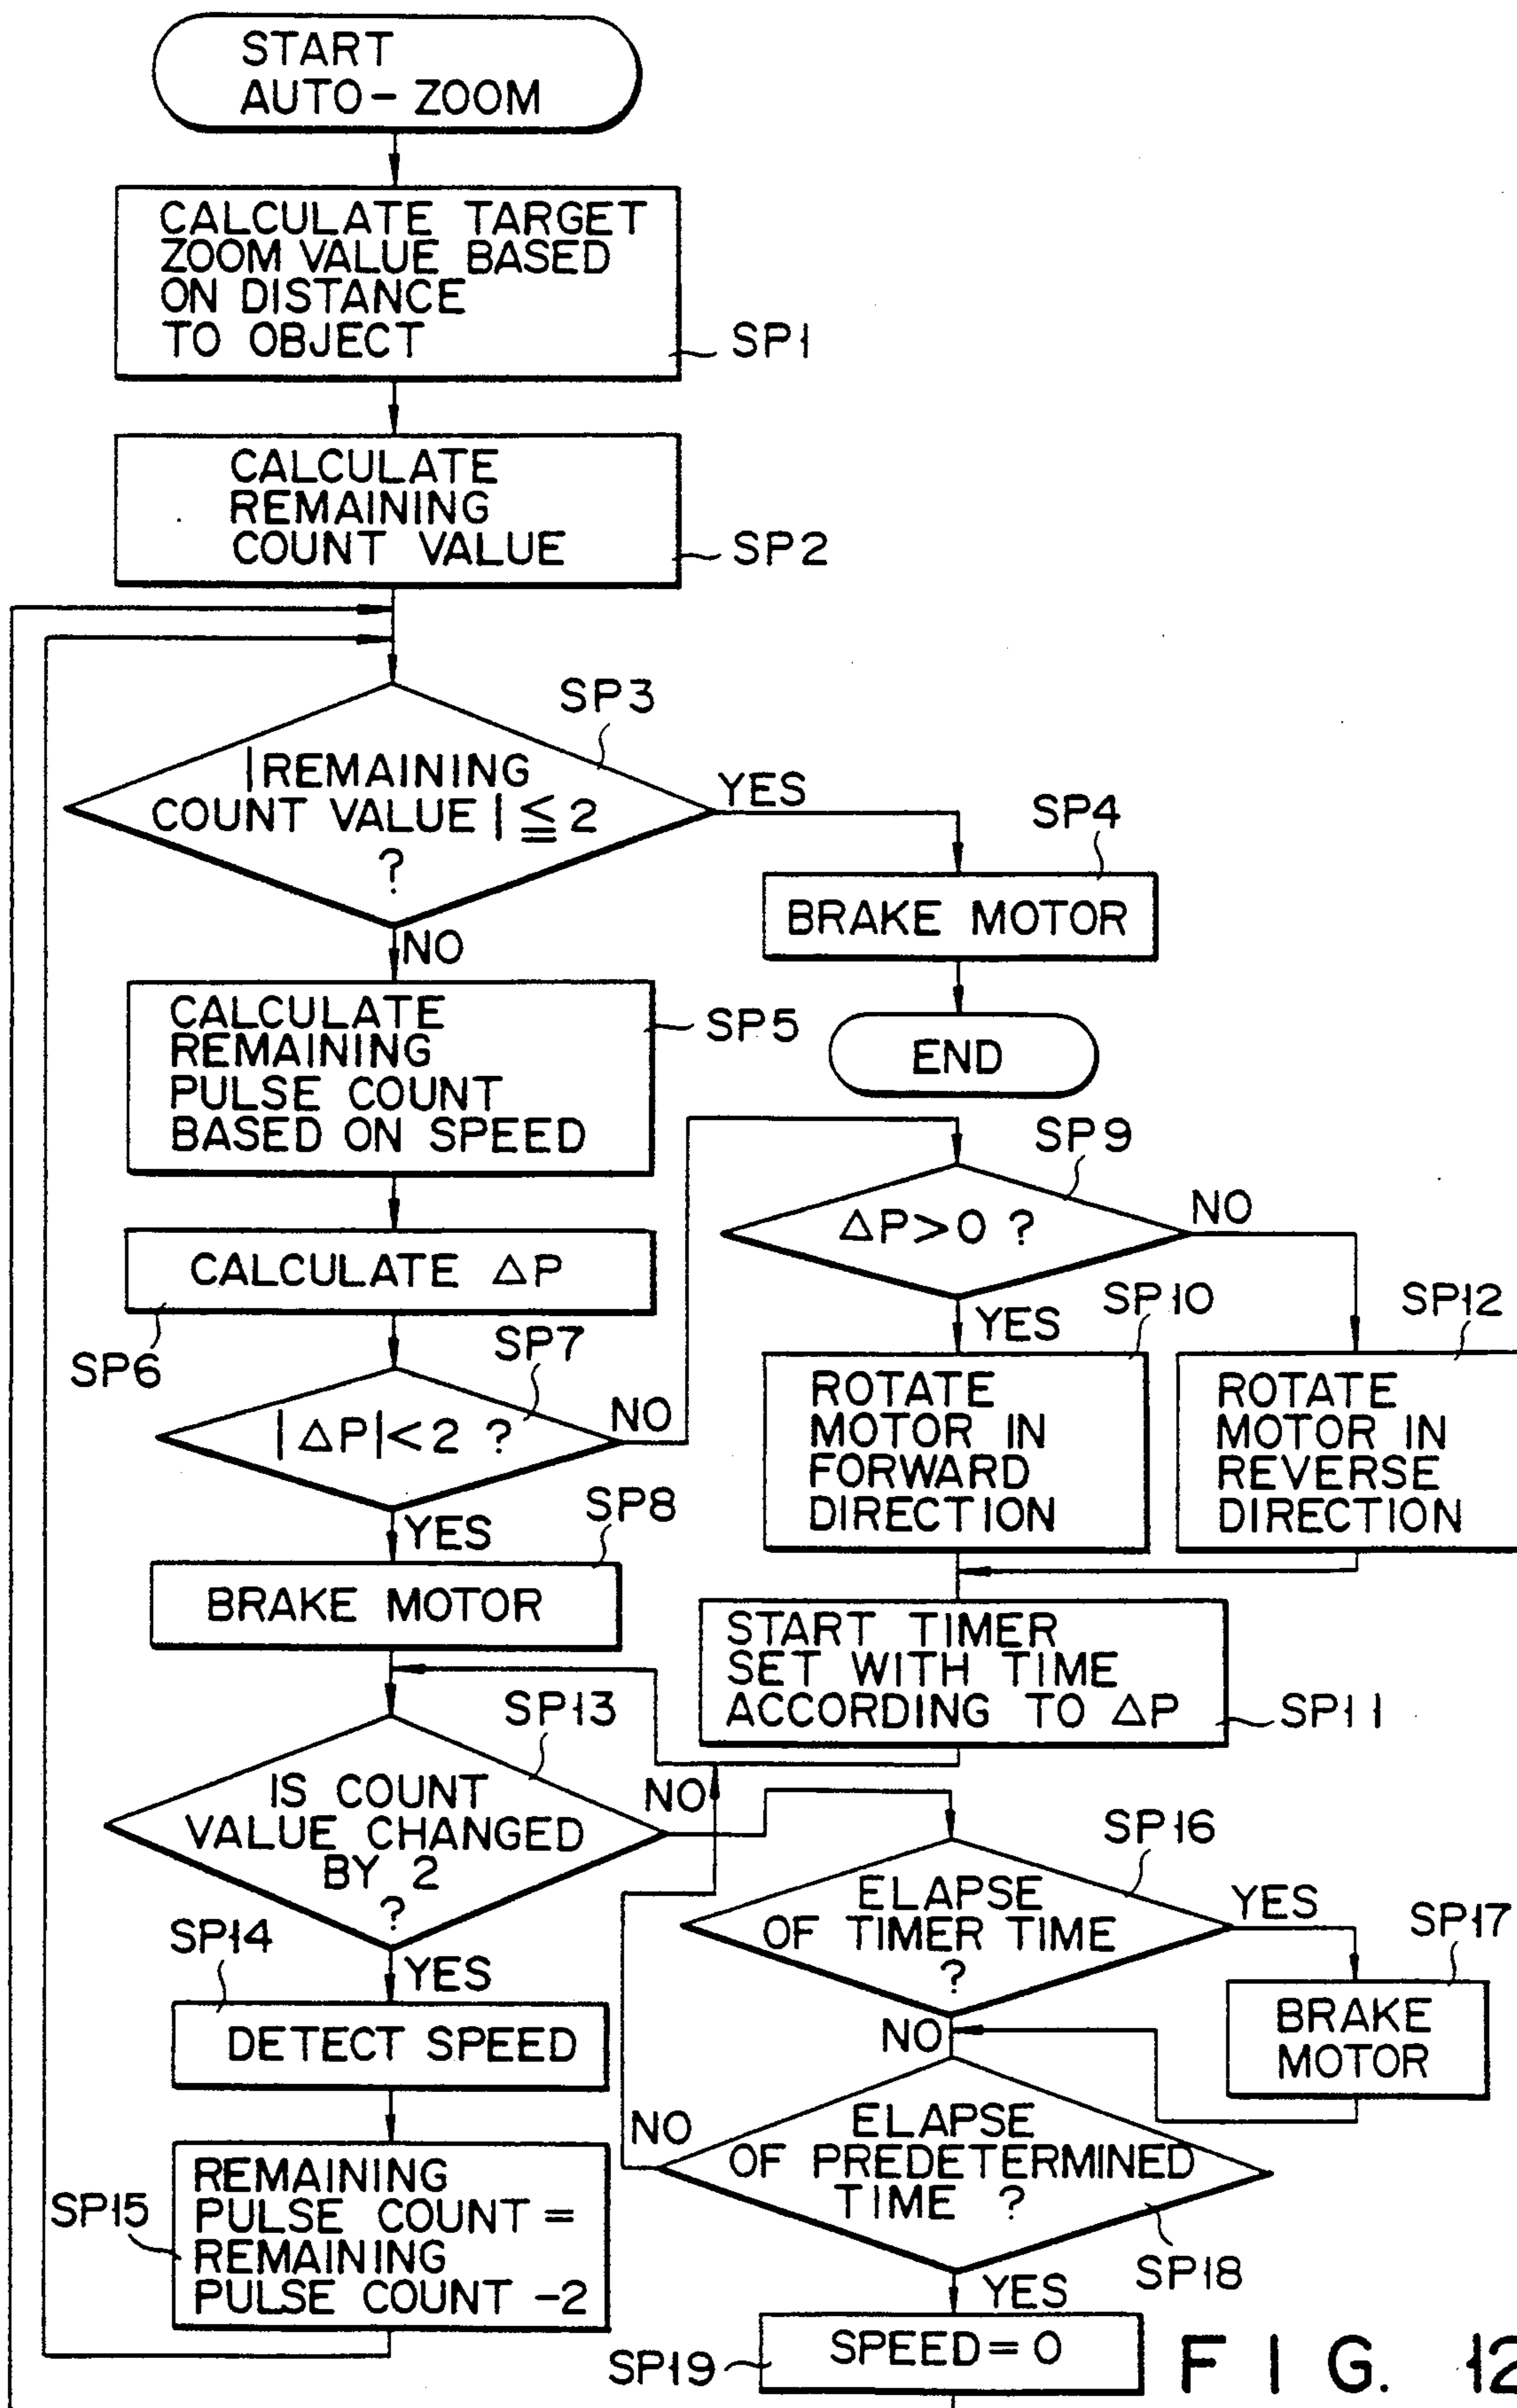 START
AUTO-ZOOM
CALCULATE TARGET
ZOOM VALUE BASED
ON DISTANCE
TO OBJECT
SP1
CALCULATE
REMAINING
COUNT VALUE
SP2
SP3
|REMAINING
COUNT VALUE|≦2
?
YES
NO
SP4
BRAKE MOTOR
END
CALCULATE
REMAINING
PULSE COUNT
BASED ON SPEED
SP5
CALCULATE △P
SP6
SP7
|△P|<2 ?
NO
YES
SP8
BRAKE MOTOR
SP9
△P>0 ?
NO
YES
SP10
ROTATE
MOTOR IN
FORWARD
DIRECTION
SP12
ROTATE
MOTOR IN
REVERSE
DIRECTION
START TIMER
SET WITH TIME
ACCORDING TO △P
SP11
SP13
IS COUNT
VALUE CHANGED
BY 2
?
NO
YES
SP14
DETECT SPEED
SP15
REMAINING
PULSE COUNT =
REMAINING
PULSE COUNT -2
SP16
ELAPSE
OF TIMER TIME
?
YES
NO
SP17
BRAKE
MOTOR
ELAPSE
OF PREDETERMINED
TIME ?
NO
SP18
YES
SPEED=0
SP19
FIG. 12